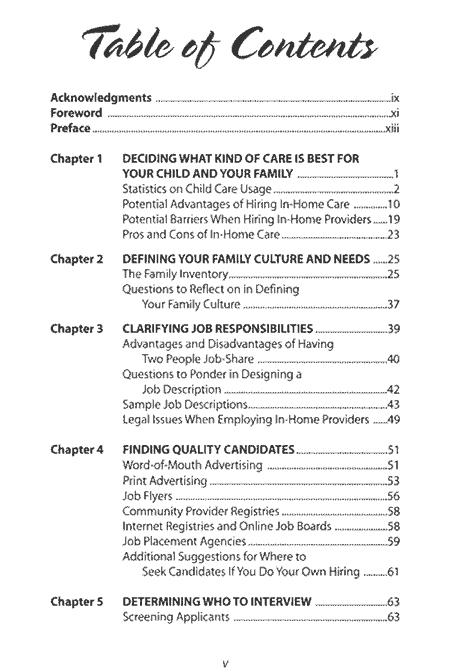 Table of Contents
Acknowledgments ...ix
Foreword ...xi
Preface ...xiii
Chapter 1 DECIDING WHAT KIND OF CARE IS BEST FOR
YOUR CHILD AND YOUR FAMILY ...1
Statistics on Child Care Usage ...2
Potential Advantages of Hiring In-Home Care ...10
Potential Barriers When Hiring In-Home Providers ...19
Pros and Cons of In-Home Care ...23
Chapter 2 DEFINING YOUR FAMILY CULTURE AND NEEDS ...25
The Family Inventory ...25
Questions to Reflect on in Defining
Your Family Culture ...37
Chapter 3 CLARIFYING JOB RESPONSIBILITIES ...39
Advantages and Disadvantages of Having
Two People Job-Share ...40
Questions to Ponder in Designing a
Job Description ...42
Sample Job Descriptions ...43
Legal Issues When Employing In-Home Providers ...49
Chapter 4 FINDING QUALITY CANDIDATES ...51
Word-of-Mouth Advertising ...51
Print Advertising ...53
Job Flyers ...56
Community Provider Registries ...58
Internet Registries and Online Job Boards ...58
Job Placement Agencies ...59
Additional Suggestions for Where to
Seek Candidates If You Do Your Own Hiring ...61
Chapter 5 DETERMINING WHO TO INTERVIEW ...63
Screening Applicants ...63
v